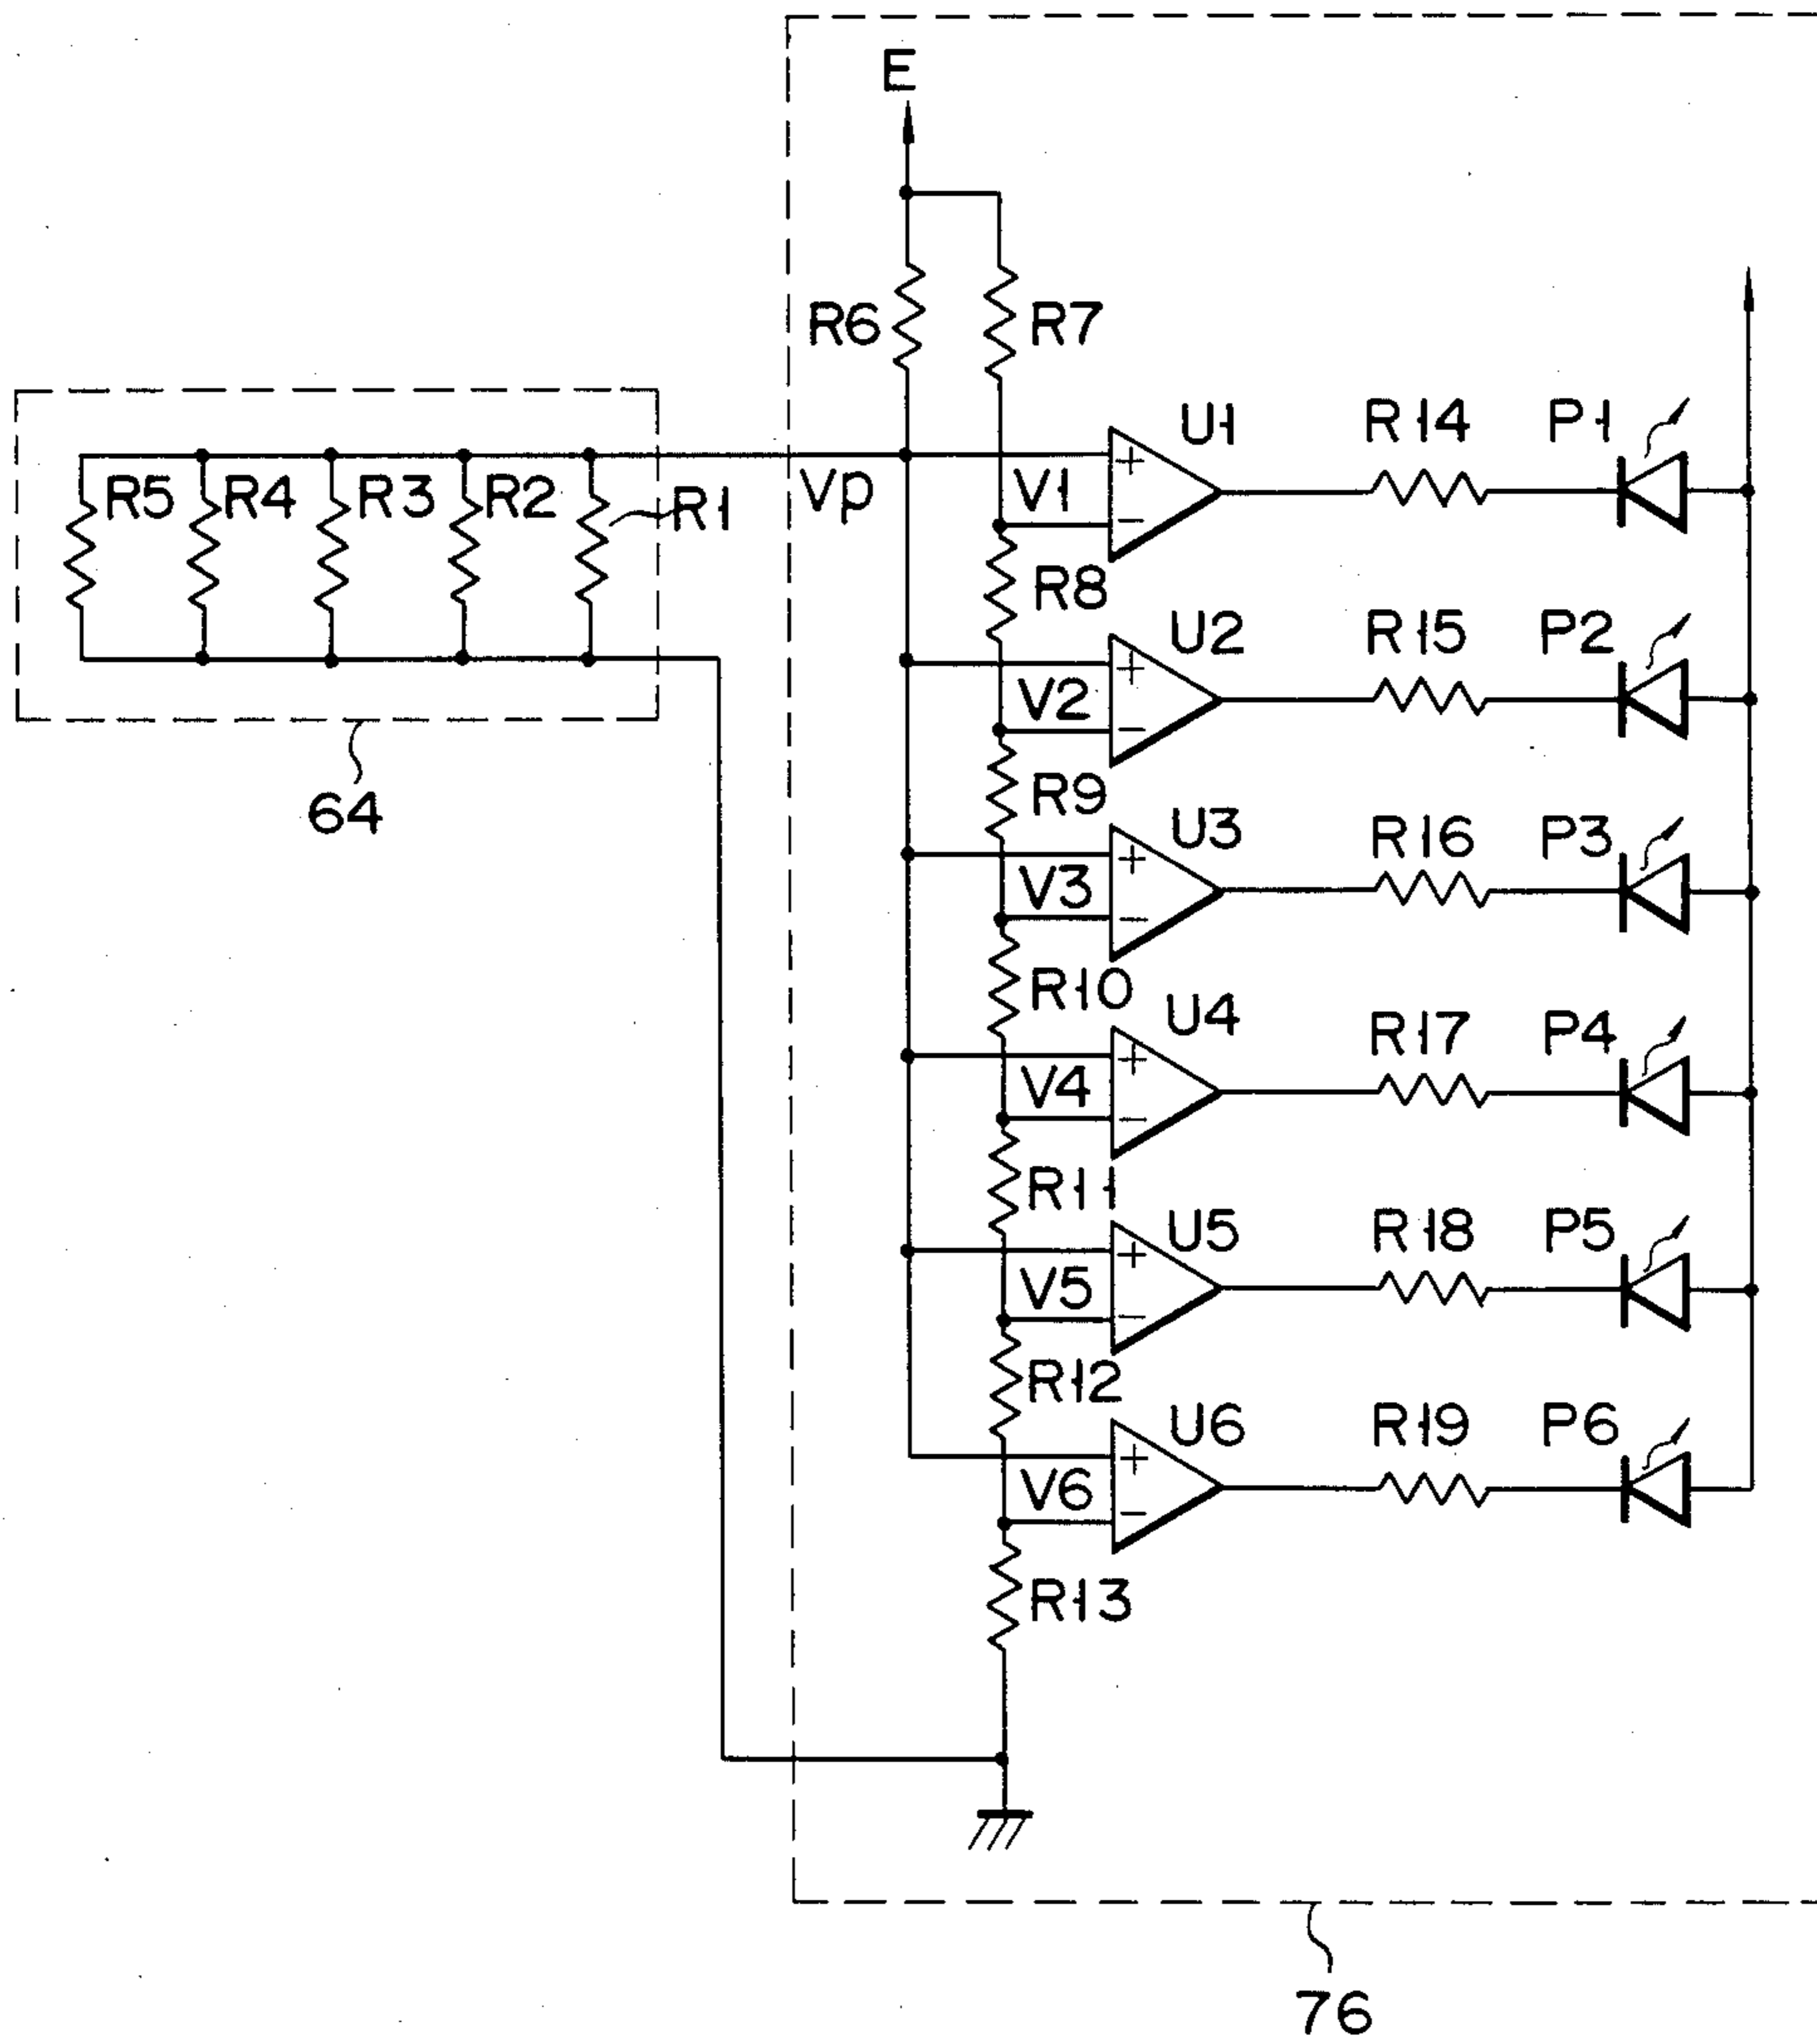 E
R6
R7
R5
R4
R3
R2
R1
Vp
V1
+
−
U1
R14
P1
R8
V2
+
−
U2
R15
P2
64
R9
V3
+
−
U3
R16
P3
R10
V4
+
−
U4
R17
P4
R11
V5
+
−
U5
R18
P5
R12
V6
+
−
U6
R19
P6
R13
76